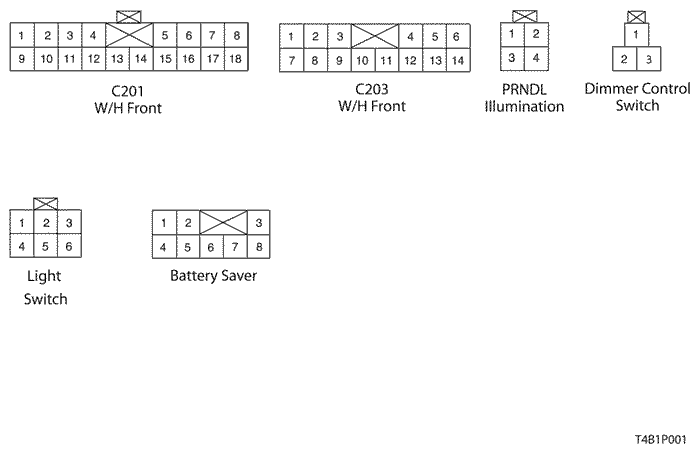 1 2 3 4 5 6 7 8
9 10 11 12 13 14 15 16 17 18
C201
W/H Front
1 2 3 4 5 6
7 8 9 10 11 12 13 14
C203
W/H Front
1 2
3 4
PRNDL
Illumination
1
2 3
Dimmer Control
Switch
1 2 3
4 5 6
Light
Switch
1 2 3
4 5 6 7 8
Battery Saver
T4B1P001